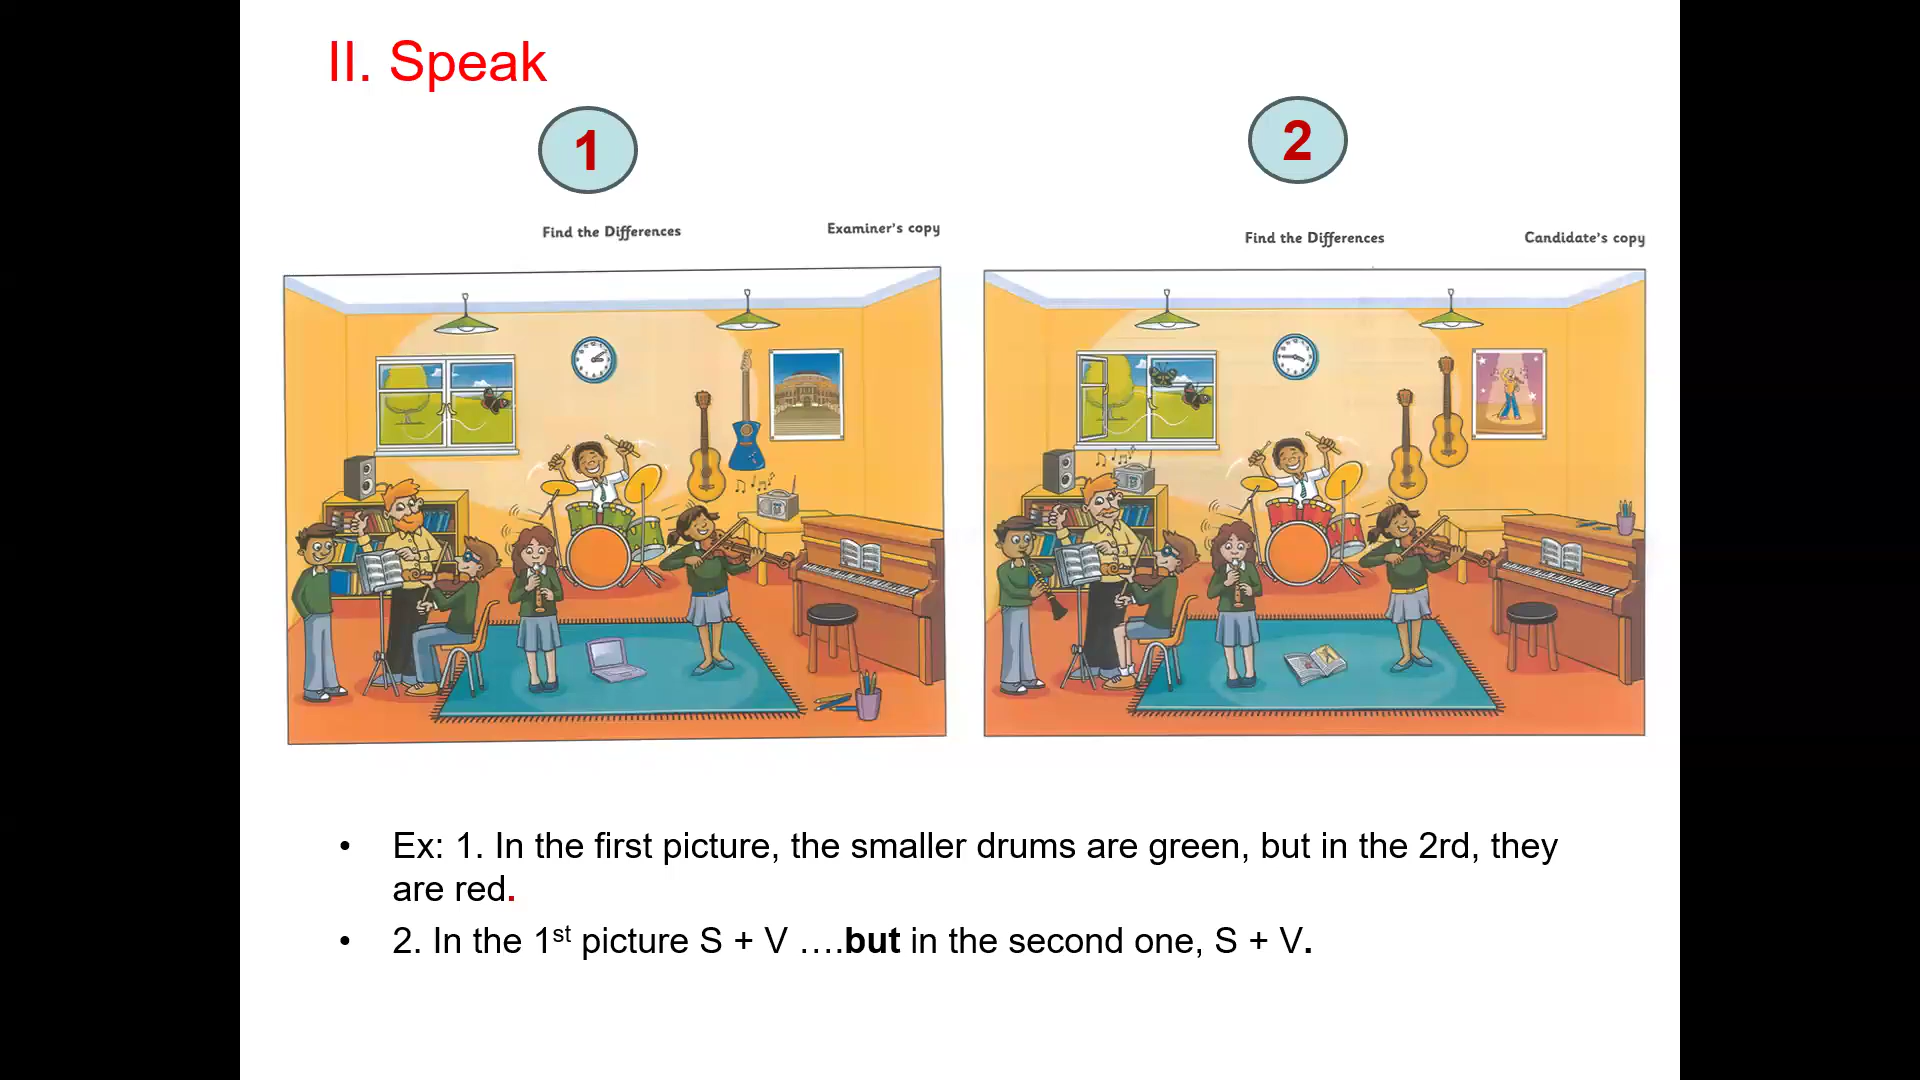 II. Speak
1
2
Find the Differences
Examiner's copy
Find the Differences
Candidate's copy
• Ex: 1. In the first picture, the smaller drums are green, but in the 2rd, they
are red.
• 2. In the 1st picture S + V ….but in the second one, S + V.